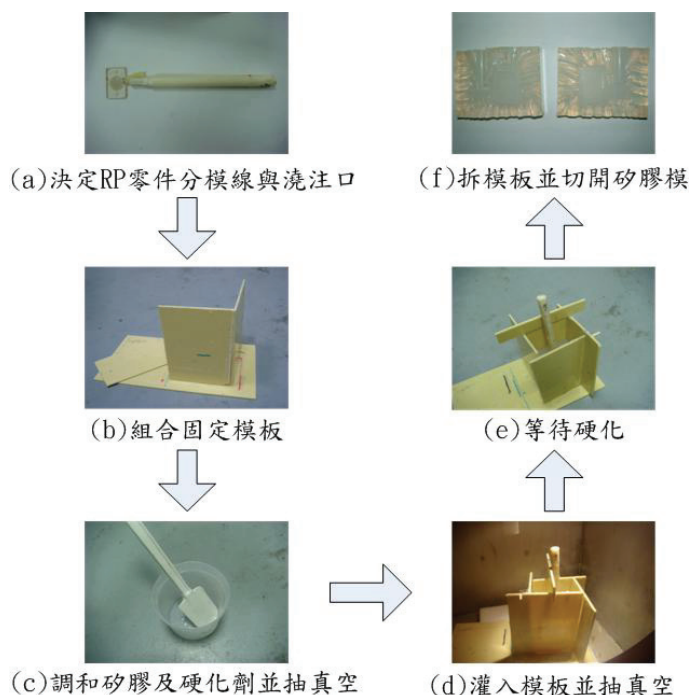 (a)決定RP零件分模線與澆注口
(f)拆模板並切開矽膠模
(b)組合固定模板
(e)等待硬化
(c)調和矽膠及硬化劑並抽真空
(d)灌入模板並抽真空